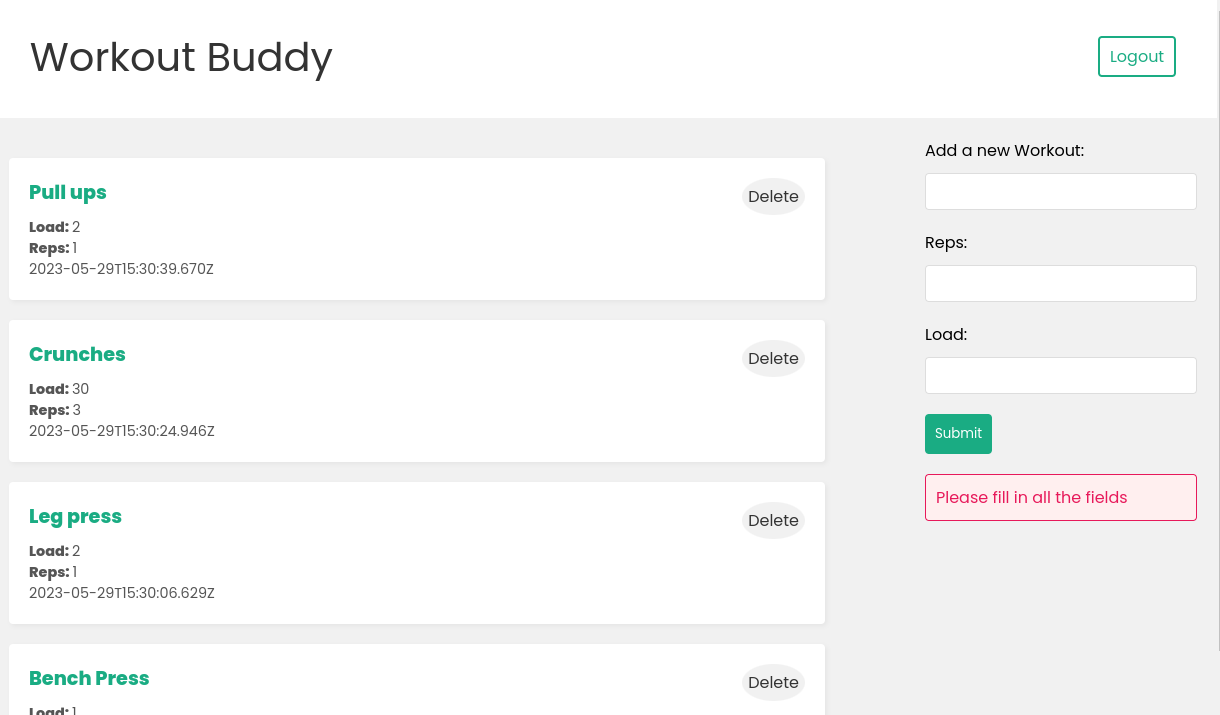 Workout Buddy
Logout
Pull ups
Delete
Load: 2
Reps: 1
2023-05-29T15:30:39.670Z
Crunches
Delete
Load: 30
Reps: 3
2023-05-29T15:30:24.946Z
Leg press
Delete
Load: 2
Reps: 1
2023-05-29T15:30:06.629Z
Bench Press
Delete
Load: 1
Add a new Workout:
Reps:
Load:
Submit
Please fill in all the fields